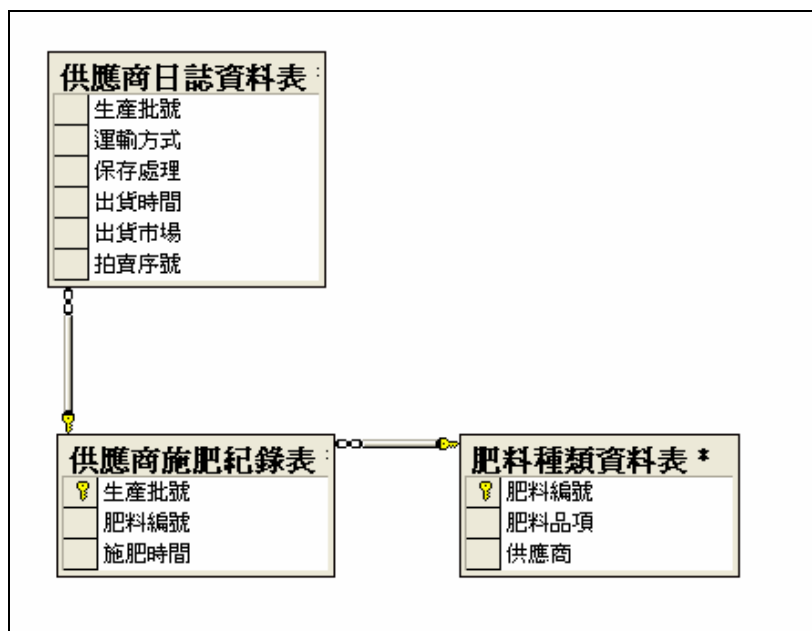 供應商日誌資料表
生產批號
運輸方式
保存處理
出貨時間
出貨市場
拍賣序號
供應商施肥紀錄表
生產批號
肥料編號
施肥時間
肥料種類資料表 *
肥料編號
肥料品項
供應商